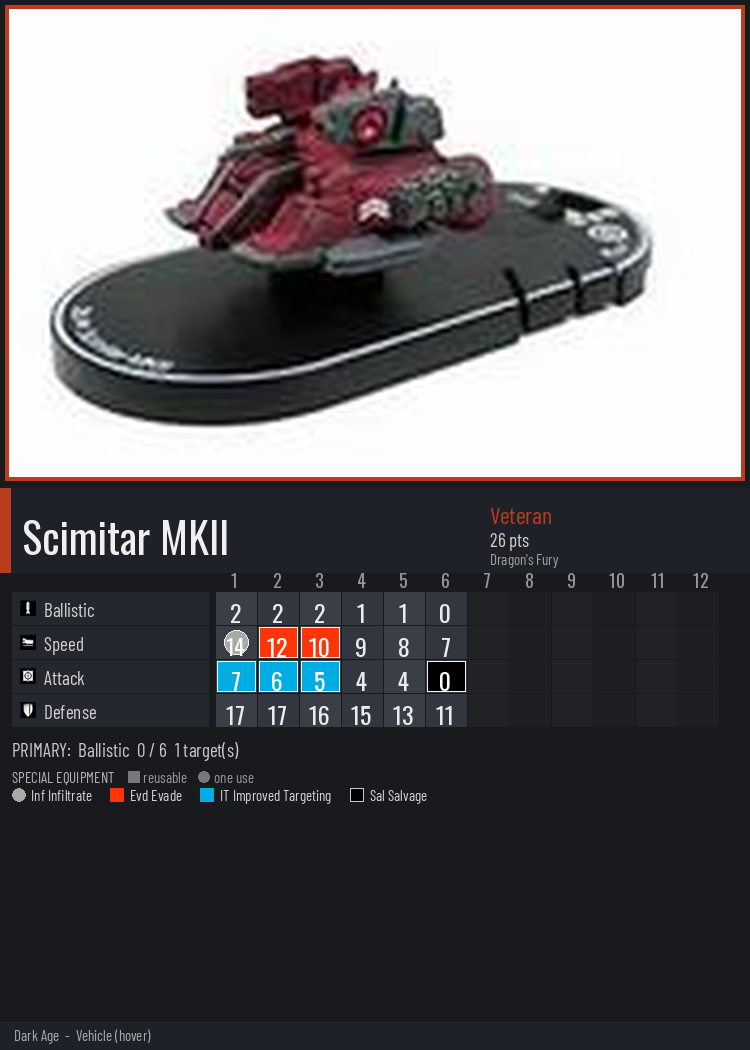 Scimitar MKII
Veteran
26 pts
Dragon's Fury
1 2 3 4 5 6 7 8 9 10 11 12
Ballistic 2 2 2 1 1 0
Speed 14 12 10 9 8 7
Attack 7 6 5 4 4 0
Defense 17 17 16 15 13 11
PRIMARY: Ballistic 0 / 6 1 target(s)
SPECIAL EQUIPMENT reusable one use
Inf Infiltrate Evd Evade IT Improved Targeting Sal Salvage
Dark Age - Vehicle (hover)